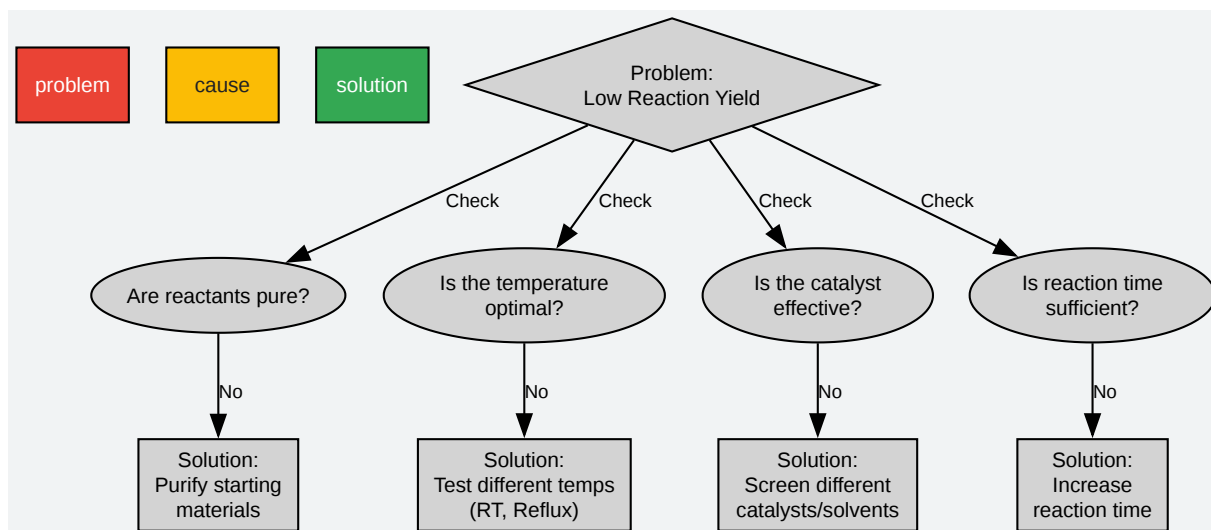 problem
cause
solution
Problem:
Low Reaction Yield
Check
Check
Check
Check
Are reactants pure?
Is the temperature
optimal?
Is the catalyst
effective?
Is reaction time
sufficient?
No
No
No
No
Solution:
Purify starting
materials
Solution:
Test different temps
(RT, Reflux)
Solution:
Screen different
catalysts/solvents
Solution:
Increase
reaction time